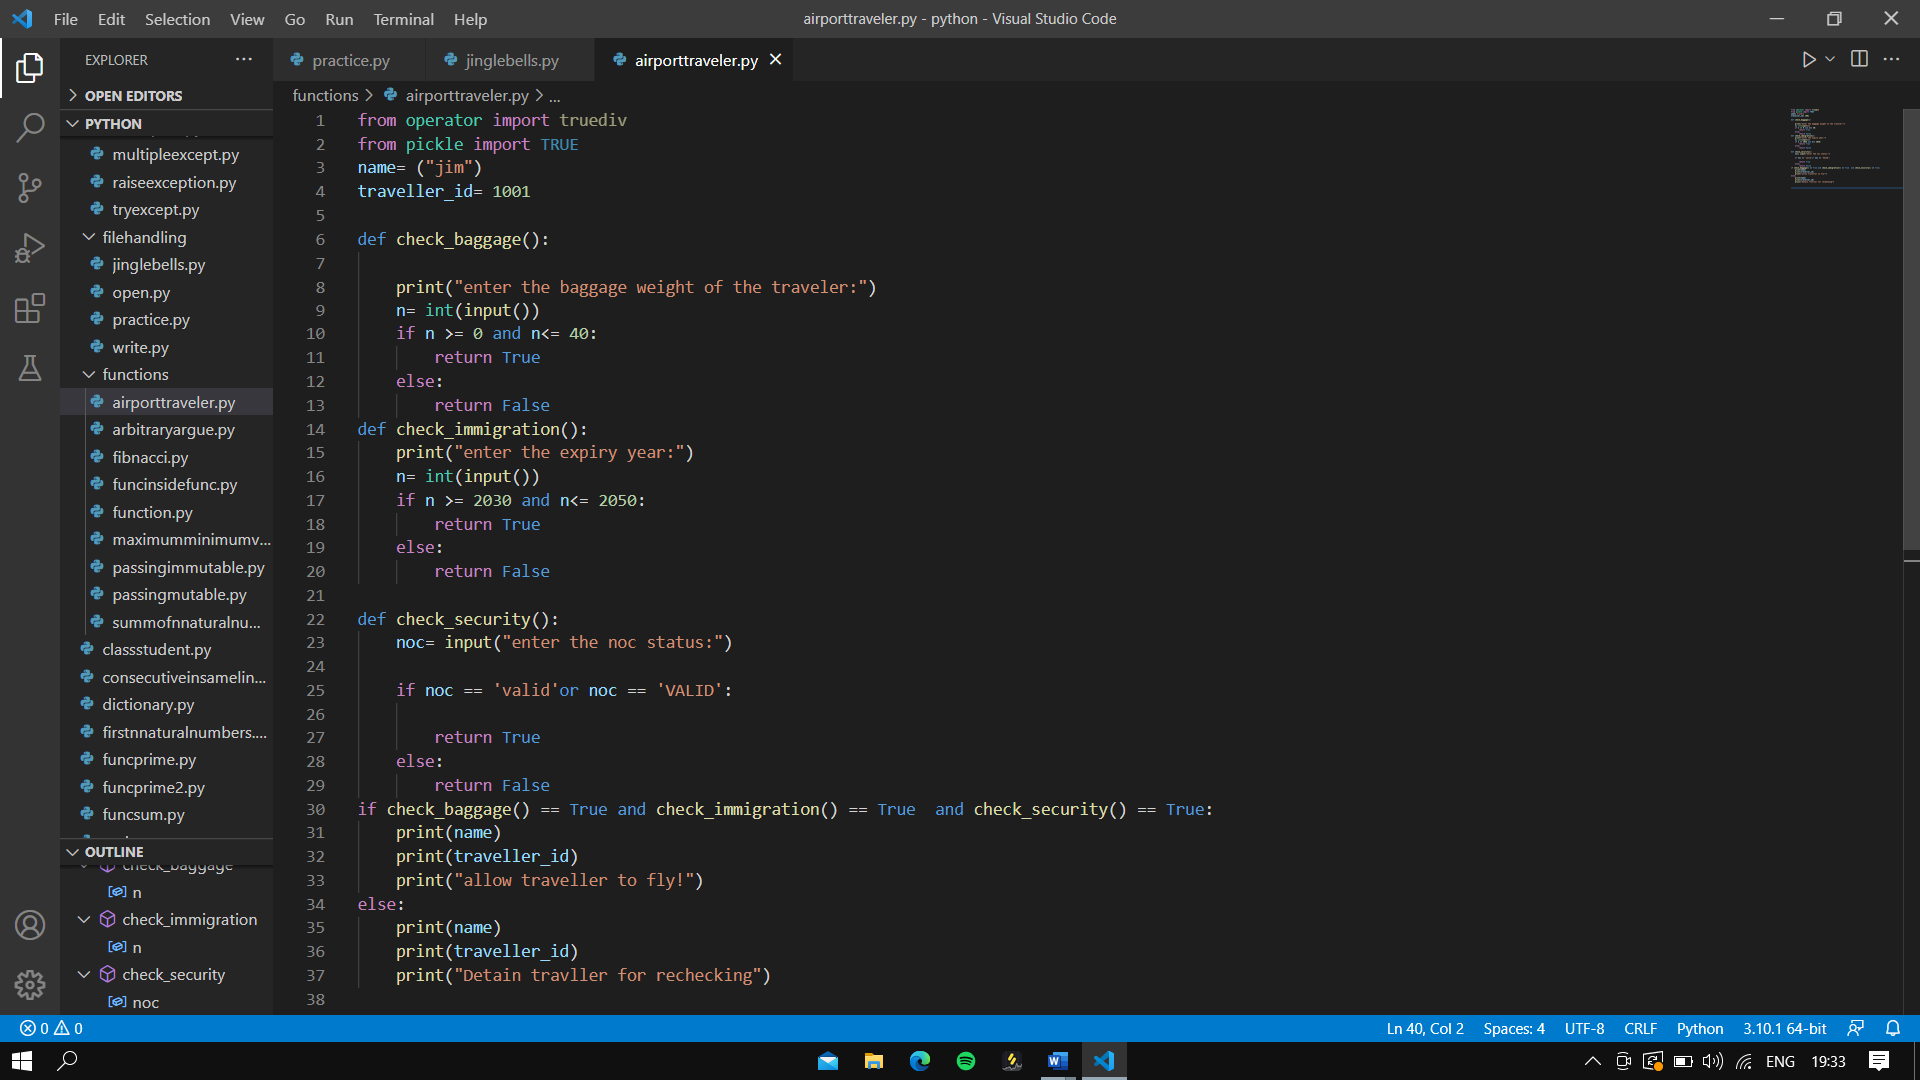 File Edit Selection View Go Run Terminal Help
airporttraveler.py - python - Visual Studio Code
EXPLORER
OPEN EDITORS
PYTHON
multipleexcept.py
raiseexception.py
tryexcept.py
filehandling
jinglebells.py
open.py
practice.py
write.py
functions
airporttraveler.py
arbitraryargue.py
fibnacci.py
funcinsidefunc.py
function.py
maximumminimumv...
passingimmutable.py
passingmutable.py
summofnnaturalnu...
classstudent.py
consecutiveinsamelin...
dictionary.py
firstnnaturalnumbers....
funcprime.py
funcprime2.py
funcsum.py
OUTLINE
check_baggage
n
check_immigration
n
check_security
noc
practice.py jinglebells.py airporttraveler.py
functions > airporttraveler.py > ...
1 from operator import truediv
2 from pickle import TRUE
3 name= ("jim")
4 traveller_id= 1001
5
6 def check_baggage():
7
8 print("enter the baggage weight of the traveler:")
9 n= int(input())
10 if n >= 0 and n<= 40:
11 return True
12 else:
13 return False
14 def check_immigration():
15 print("enter the expiry year:")
16 n= int(input())
17 if n >= 2030 and n<= 2050:
18 return True
19 else:
20 return False
21
22 def check_security():
23 noc= input("enter the noc status:")
24
25 if noc == 'valid'or noc == 'VALID':
26
27 return True
28 else:
29 return False
30 if check_baggage() == True and check_immigration() == True  and check_security() == True:
31 print(name)
32 print(traveller_id)
33 print("allow traveller to fly!")
34 else:
35 print(name)
36 print(traveller_id)
37 print("Detain travller for rechecking")
38
0 0
Ln 40, Col 2 Spaces: 4 UTF-8 CRLF Python 3.10.1 64-bit
ENG 19:33